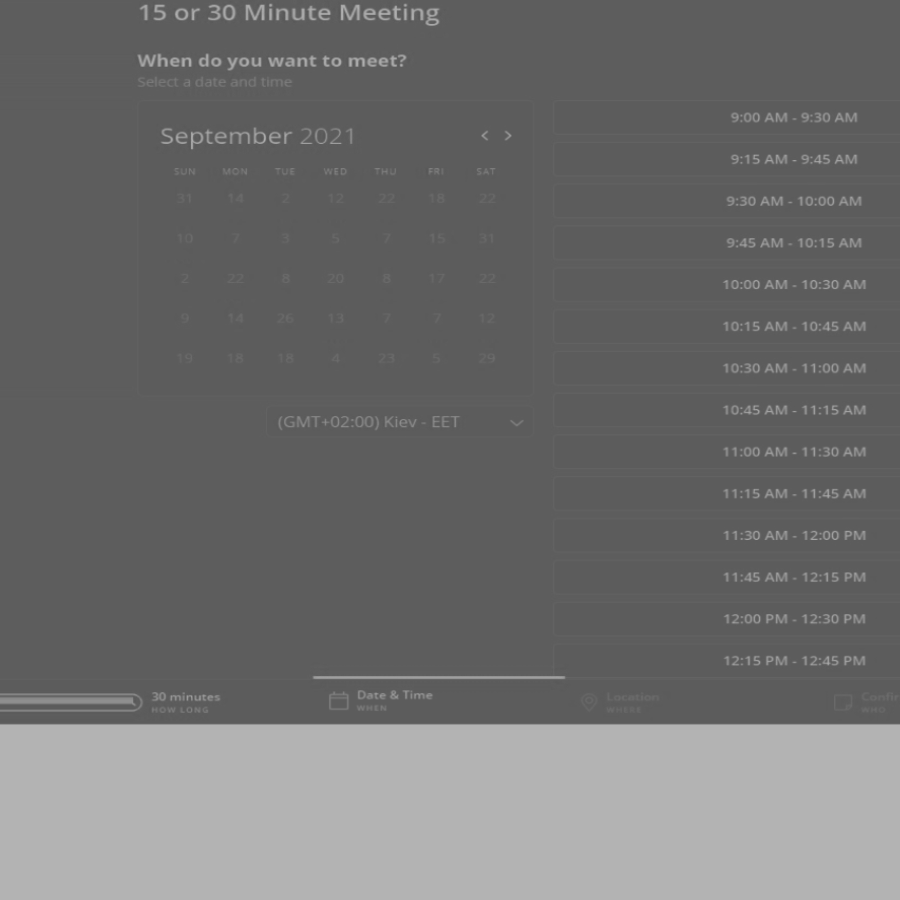 15 or 30 Minute Meeting
When do you want to meet?
Select a date and time
September 2021
SUN MON TUE WED THU FRI SAT
31 14 2 12 22 18 22
10 7 3 5 7 15 31
2 22 8 20 8 17 22
9 14 26 13 7 7 12
19 18 18 4 23 5 29
(GMT+02:00) Kiev - EET
9:00 AM - 9:30 AM
9:15 AM - 9:45 AM
9:30 AM - 10:00 AM
9:45 AM - 10:15 AM
10:00 AM - 10:30 AM
10:15 AM - 10:45 AM
10:30 AM - 11:00 AM
10:45 AM - 11:15 AM
11:00 AM - 11:30 AM
11:15 AM - 11:45 AM
11:30 AM - 12:00 PM
11:45 AM - 12:15 PM
12:00 PM - 12:30 PM
12:15 PM - 12:45 PM
30 minutes
HOW LONG
Date & Time
WHEN
Location
WHERE
Confir
WHO